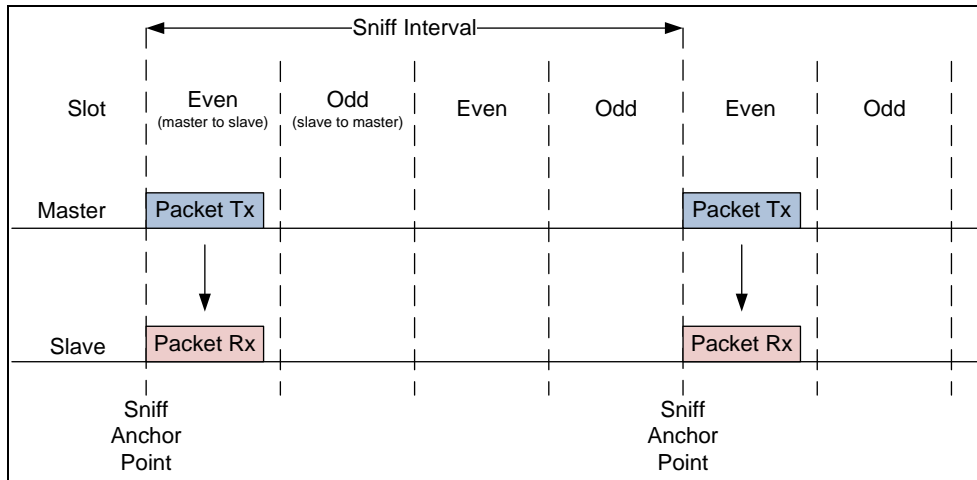 Sniff Interval
Slot
Even
(master to slave)
Odd
(slave to master)
Even
Odd
Even
Odd
Master
Packet Tx
Packet Tx
Slave
Packet Rx
Packet Rx
Sniff
Anchor
Point
Sniff
Anchor
Point